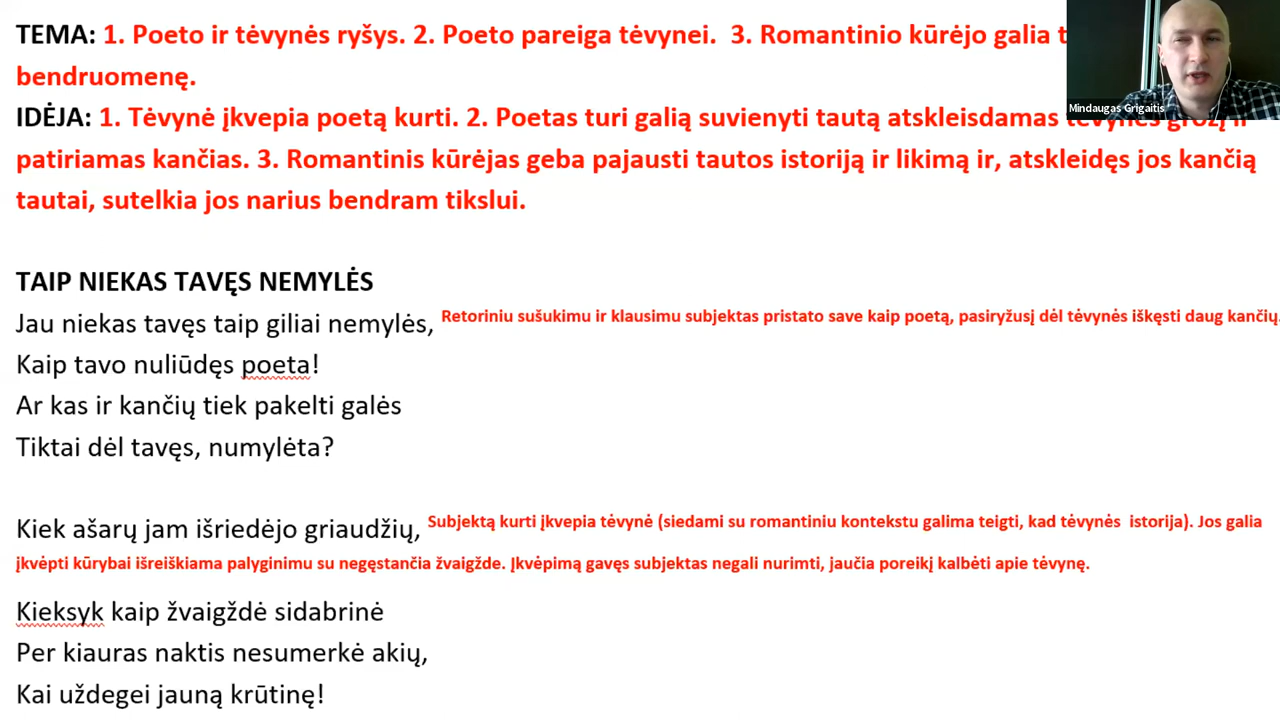 TEMA: 1. Poeto ir tėvynės ryšys. 2. Poeto pareiga tėvynei. 3. Romantinio kūrėjo galia
bendruomenę.
Mindaugas Grigaitis
IDĖJA: 1. Tėvynė įkvepia poetą kurti. 2. Poetas turi galią suvienyti tautą atskleisdamas tėvynės grožį ir
patiriamas kančias. 3. Romantinis kūrėjas geba pajausti tautos istoriją ir likimą ir, atskleidęs jos kančią
tautai, sutelkia jos narius bendram tikslui.
TAIP NIEKAS TAVĘS NEMYLĖS
Jau niekas tavęs taip giliai nemylės, Retoriniu sušukimu ir klausimu subjektas pristato save kaip poetą, pasiryžusį dėl tėvynės iškęsti daug kančių.
Kaip tavo nuliūdęs poeta!
Ar kas ir kančių tiek pakelti galės
Tiktai dėl tavęs, numylėta?
Kiek ašarų jam išriedėjo griaudžių, Subjektą kurti įkvepia tėvynė (siedami su romantiniu kontekstu galima teigti, kad tėvynės istorija). Jos galia
įkvėpti kūrybai išreiškiama palyginimu su negęstančia žvaigžde. Įkvėpimą gavęs subjektas negali nurimti, jaučia poreikį kalbėti apie tėvynę.
Kieksyk kaip žvaigždė sidabrinė
Per kiauras naktis nesumerkė akių,
Kai uždegei jauną krūtinę!